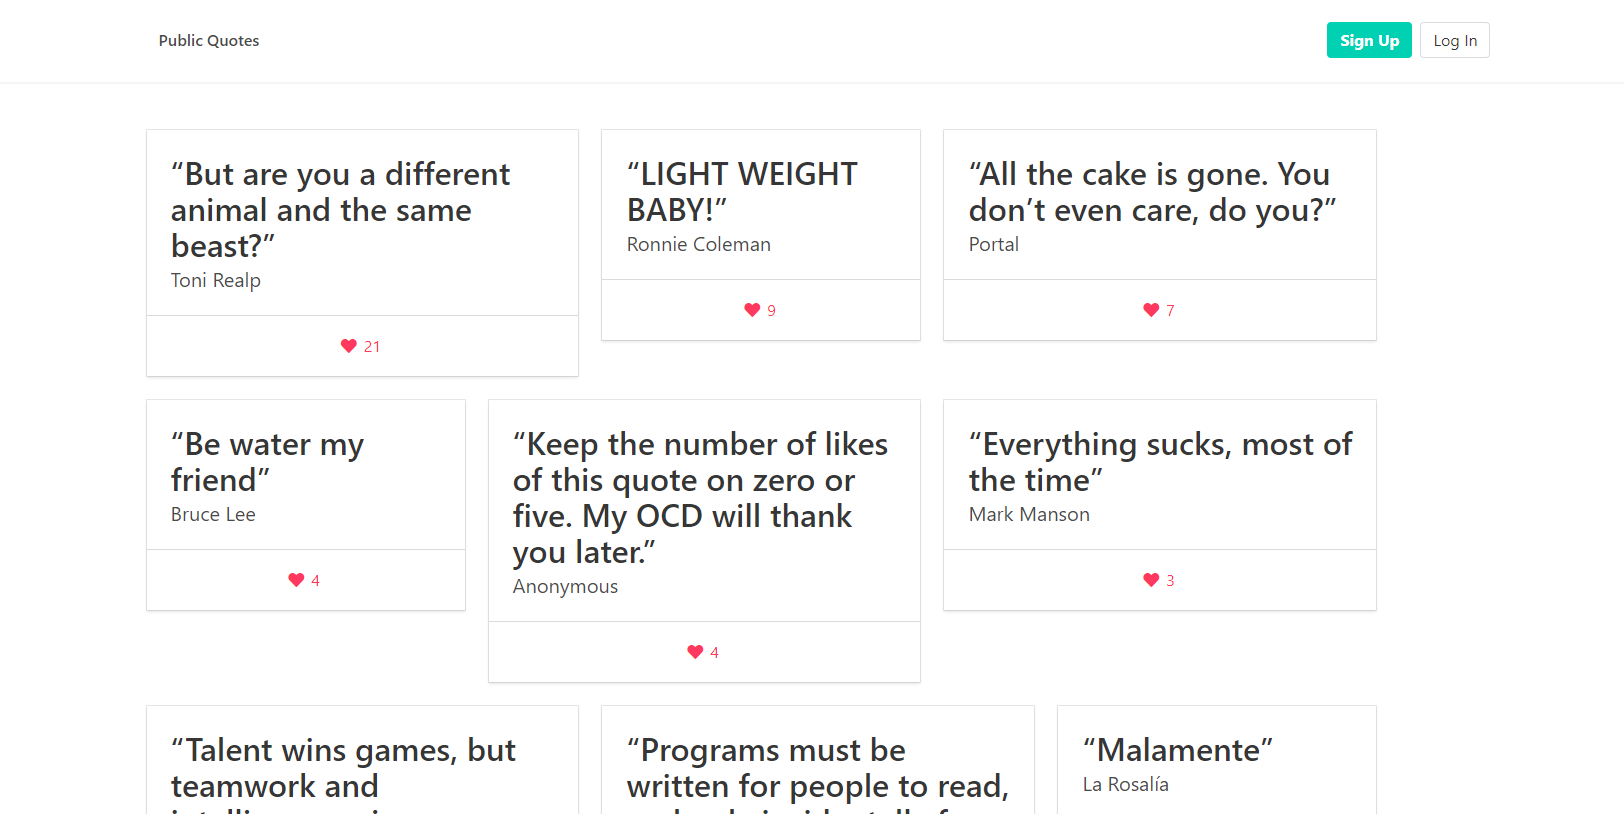 Public Quotes
Sign Up
Log In
“But are you a different
animal and the same
beast?”
Toni Realp
21
“LIGHT WEIGHT
BABY!”
Ronnie Coleman
9
“All the cake is gone. You
don’t even care, do you?”
Portal
7
“Be water my
friend”
Bruce Lee
4
“Keep the number of likes
of this quote on zero or
five. My OCD will thank
you later.”
Anonymous
4
“Everything sucks, most of
the time”
Mark Manson
3
“Talent wins games, but
teamwork and
“Programs must be
written for people to read,
“Malamente”
La Rosalía